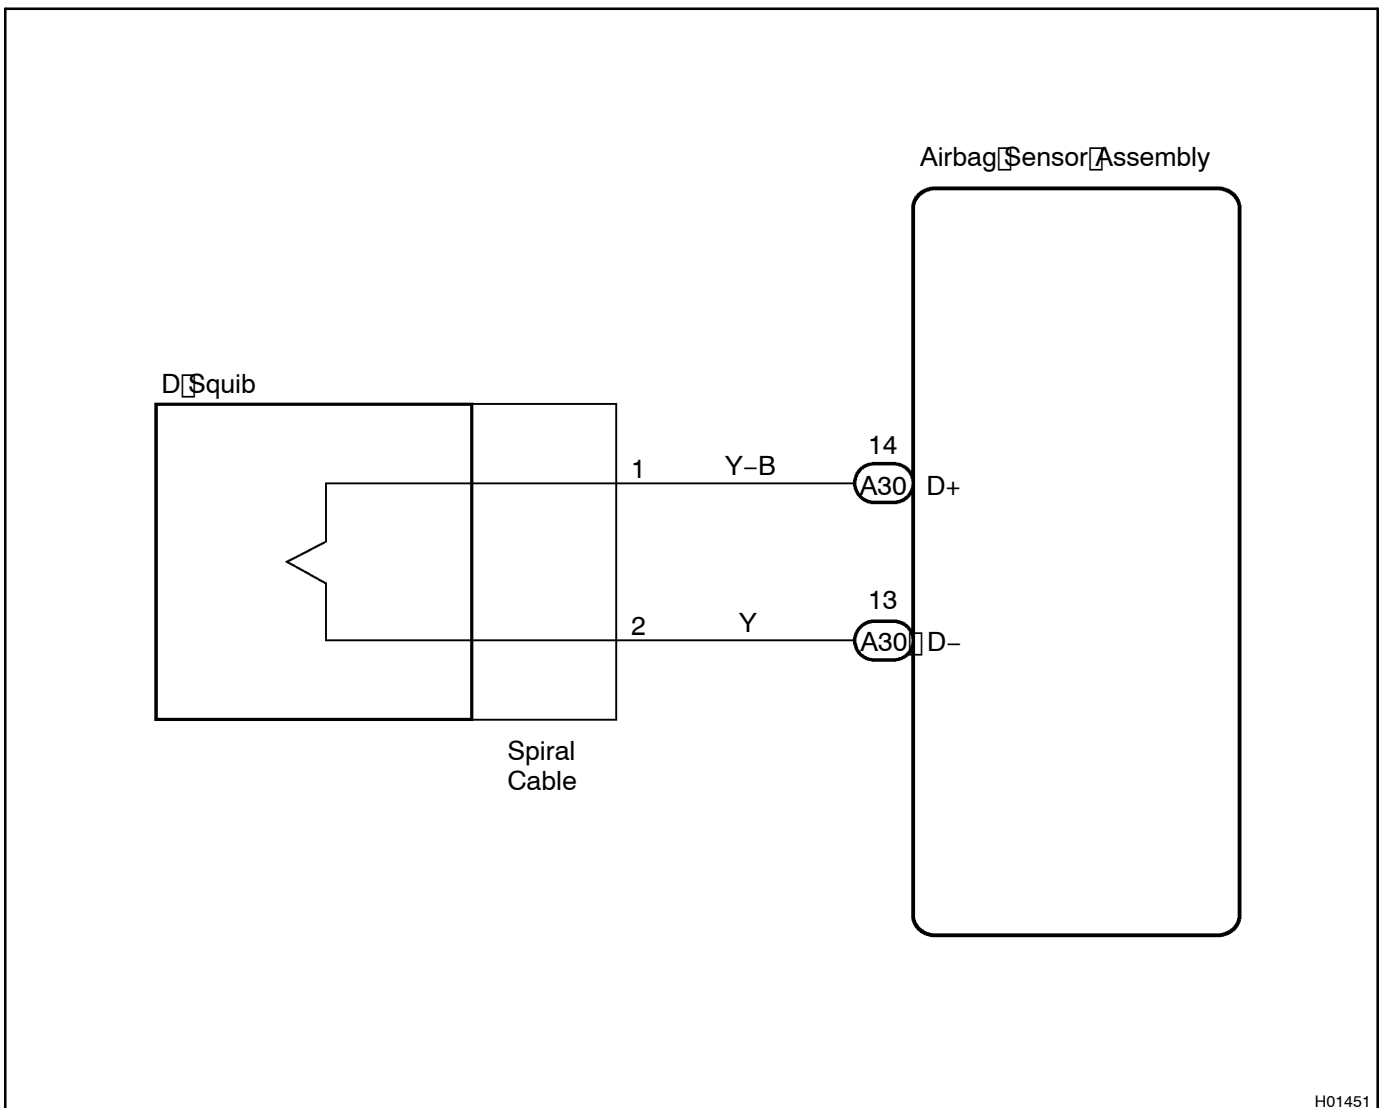 Airbag Sensor Assembly
D Squib
14
1
Y–B
A30
D+
13
2
Y
A30
D–
Spiral
Cable
H01451